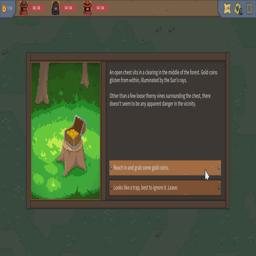 An open chest sits in a clearing in the middle of the forest. Gold coins
glisten from within, illuminated by the Sun's rays.
Other than a few loose thorny vines surrounding the chest, there
doesn't seem to be any apparent danger in the vicinity.
Reach in and grab some gold coins.
Looks like a trap, best to ignore it. Leave.